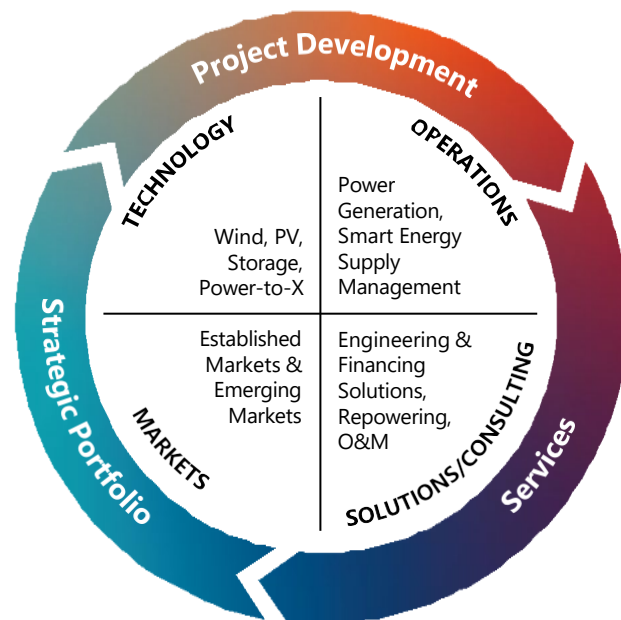 Project Development
TECHNOLOGY
OPERATIONS
Wind, PV,
Storage,
Power-to-X
Power
Generation,
Smart Energy
Supply
Management
Established
Markets &
Emerging
Markets
Engineering &
Financing
Solutions,
Repowering,
O&M
MARKETS
SOLUTIONS/CONSULTING
Strategic Portfolio
Services